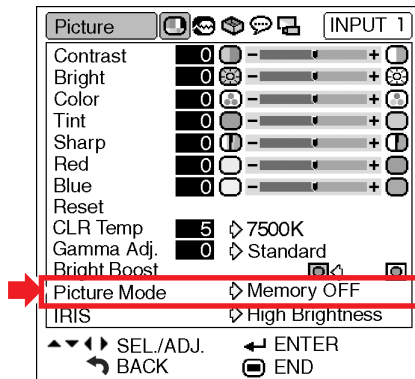 Picture INPUT 1
Contrast 0 - +
Bright 0 - +
Color 0 - +
Tint 0 - +
Sharp 0 - +
Red 0 - +
Blue 0 - +
Reset
CLR Temp 5 7500K
Gamma Adj. 0 Standard
Bright Boost
Picture Mode Memory OFF
IRIS High Brightness
SEL./ADJ. ENTER
BACK END